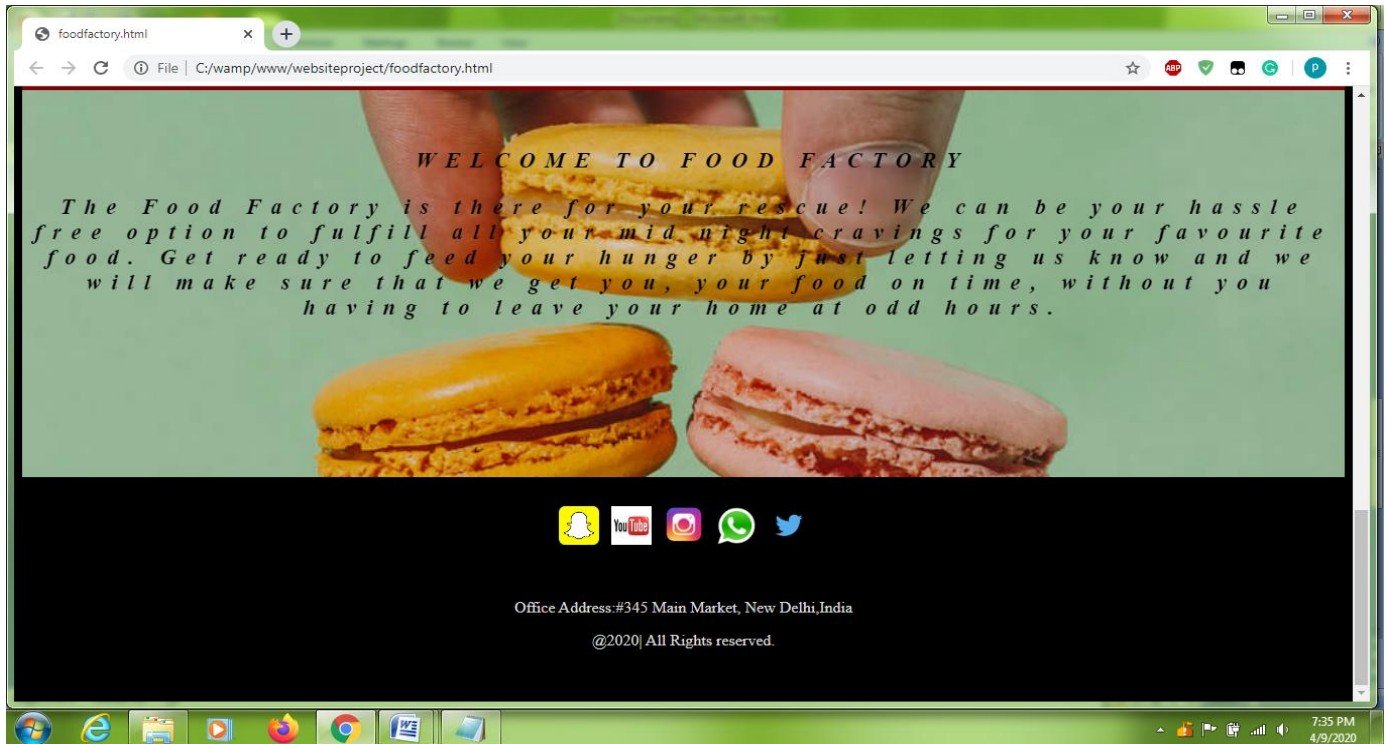 foodfactory.html
File | C:/wamp/www/websiteproject/foodfactory.html
ABP
P
WELCOME TO FOOD FACTORY
The Food Factory is there for your rescue! We can be your hassle
free option to fulfill all your mid night cravings for your favourite
food. Get ready to feed your hunger by just letting us know and we
will make sure that we get you, your food on time, without you
having to leave your home at odd hours.
You Tube
Office Address:#345 Main Market, New Delhi,India
@2020| All Rights reserved.
7:35 PM
4/9/2020